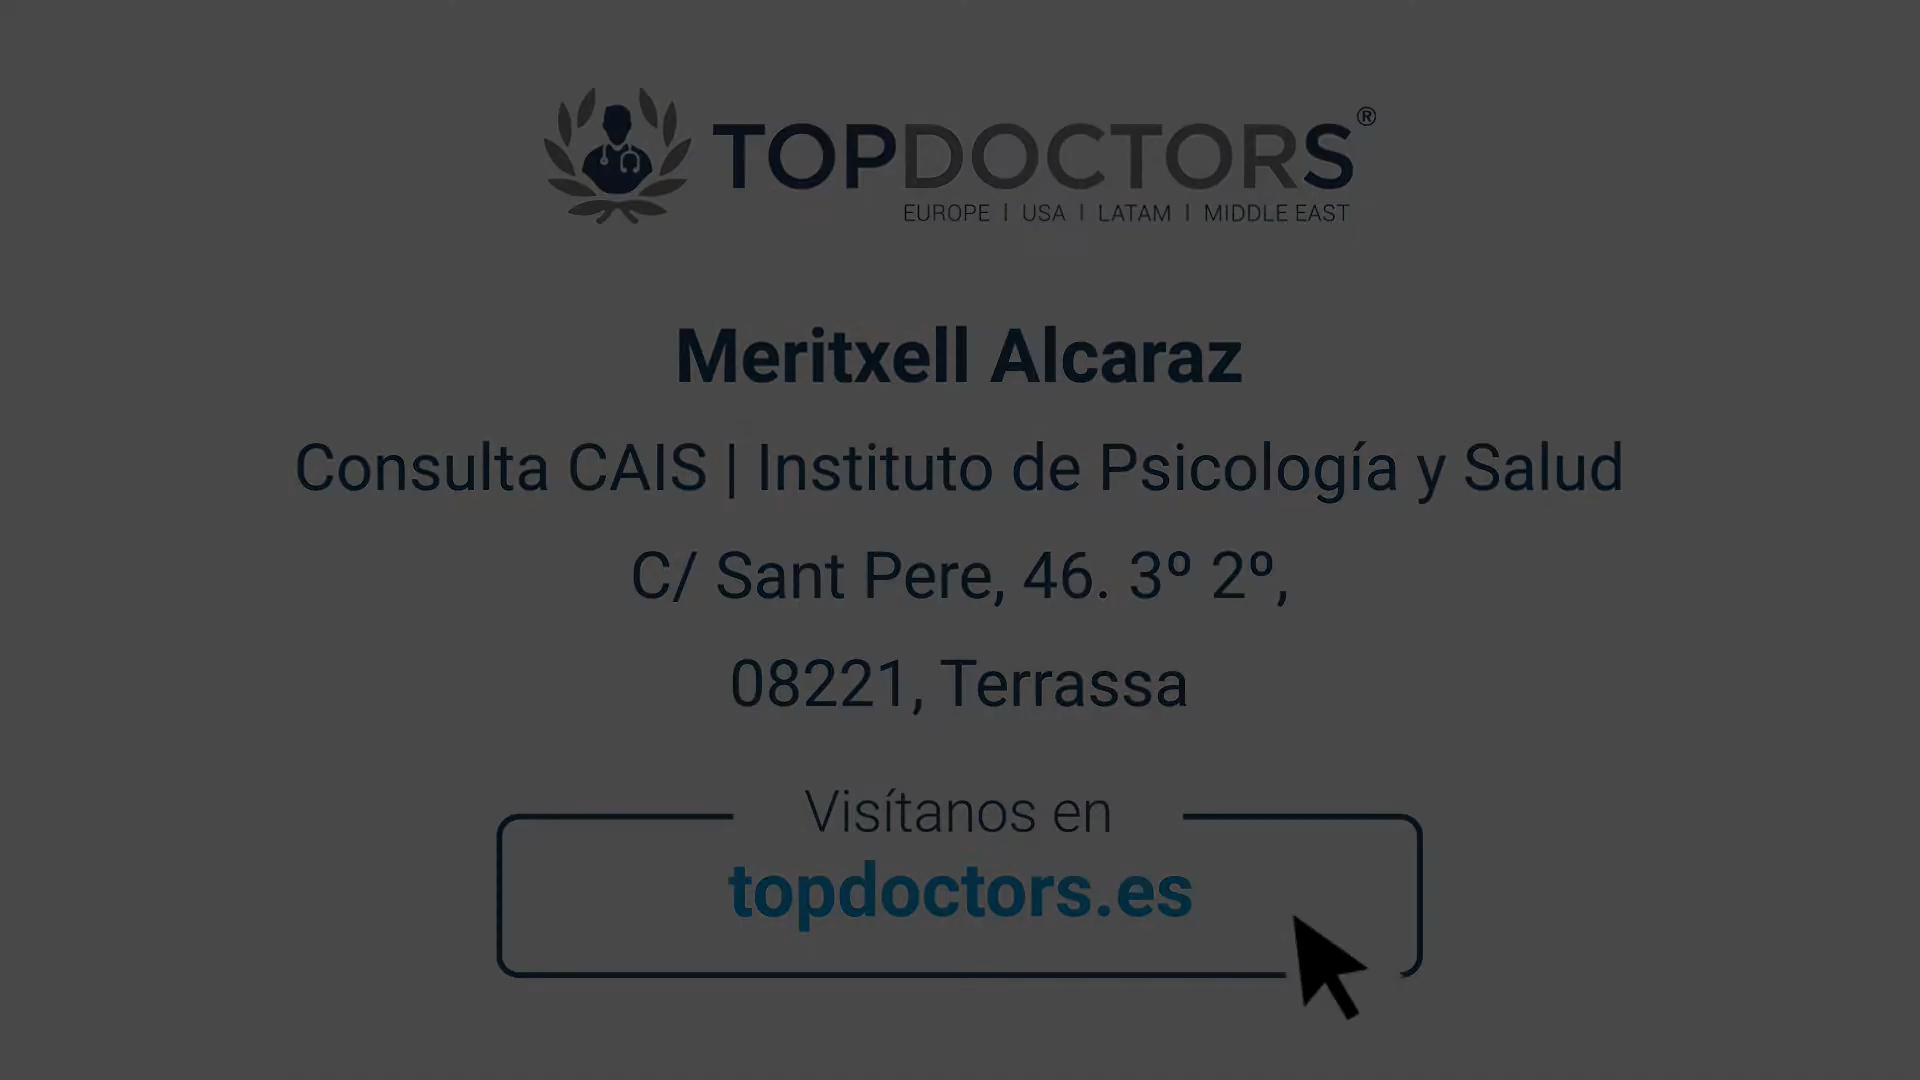 TOPDOCTORS®
EUROPE | USA | LATAM | MIDDLE EAST
Meritxell Alcaraz
Consulta CAIS | Instituto de Psicología y Salud
C/ Sant Pere, 46. 3º 2º,
08221, Terrassa
Visítanos en
topdoctors.es